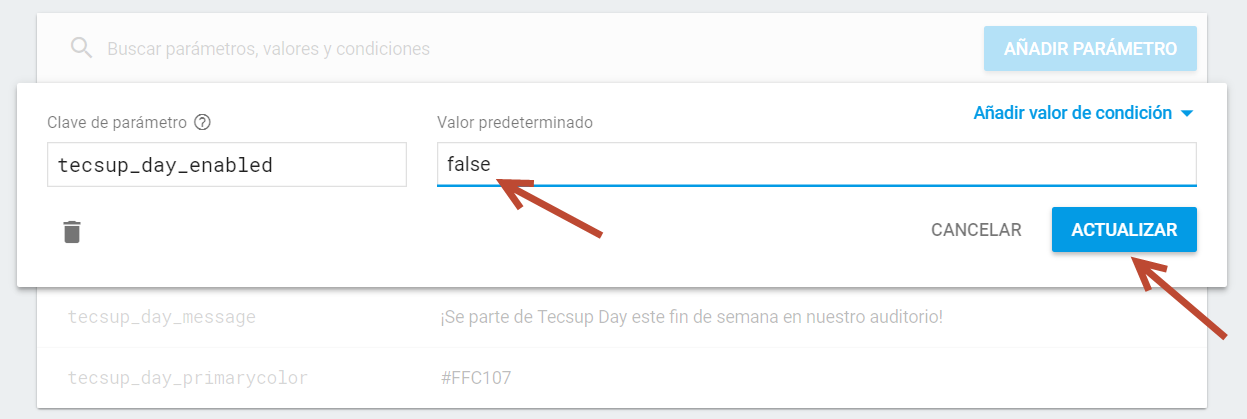 Buscar parámetros, valores y condiciones
AÑADIR PARÁMETRO
Añadir valor de condición
Clave de parámetro ?
Valor predeterminado
tecsup_day_enabled
false
CANCELAR
ACTUALIZAR
tecsup_day_message
¡Se parte de Tecsup Day este fin de semana en nuestro auditorio!
tecsup_day_primarycolor
#FFC107